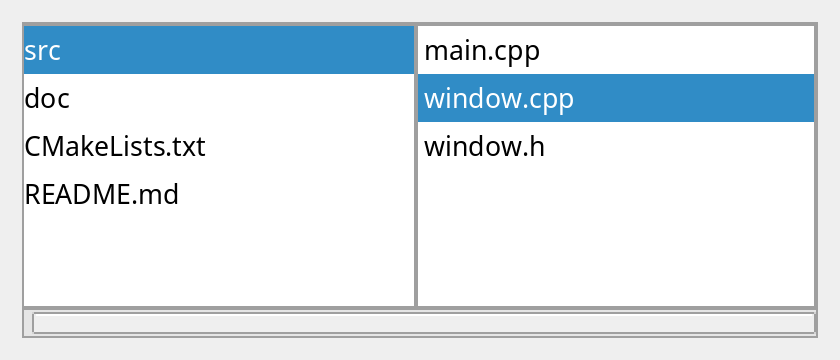 src
doc
CMakeLists.txt
README.md
main.cpp
window.cpp
window.h